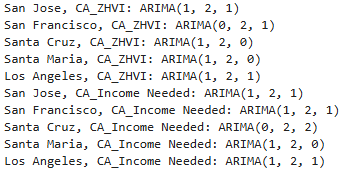 San Jose, CA_ZHVI: ARIMA(1, 2, 1)
San Francisco, CA_ZHVI: ARIMA(0, 2, 1)
Santa Cruz, CA_ZHVI: ARIMA(1, 2, 0)
Santa Maria, CA_ZHVI: ARIMA(1, 2, 0)
Los Angeles, CA_ZHVI: ARIMA(1, 2, 1)
San Jose, CA_Income Needed: ARIMA(1, 2, 1)
San Francisco, CA_Income Needed: ARIMA(1, 2, 1)
Santa Cruz, CA_Income Needed: ARIMA(0, 2, 2)
Santa Maria, CA_Income Needed: ARIMA(1, 2, 0)
Los Angeles, CA_Income Needed: ARIMA(1, 2, 1)